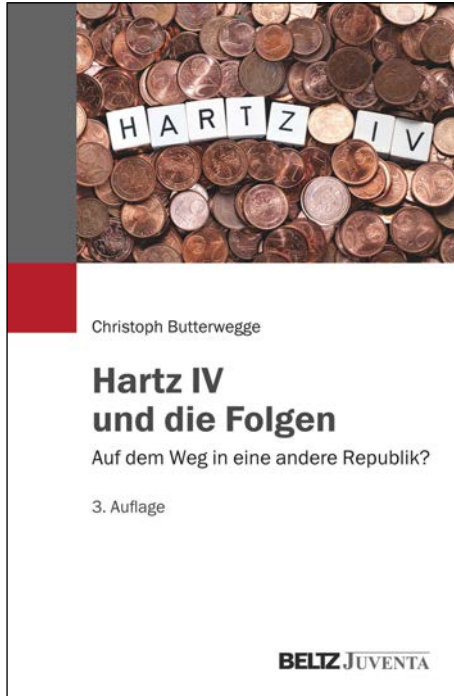 HARTZ IV
Christoph Butterwegge
Hartz IV
und die Folgen
Auf dem Weg in eine andere Republik?
3. Auflage
BELTZ JUVENTA